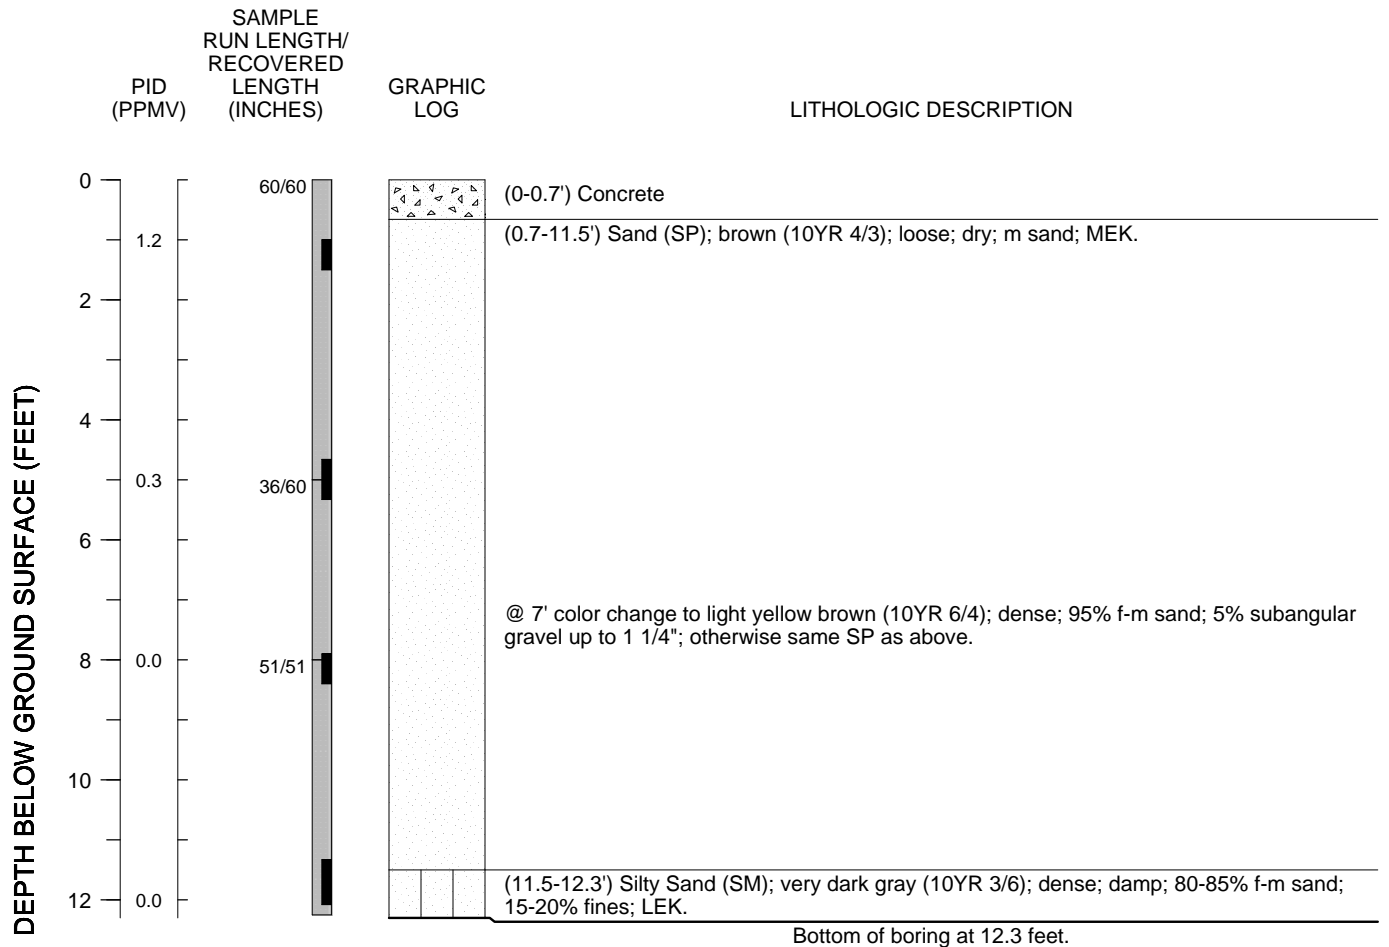 SAMPLE
RUN LENGTH/
RECOVERED
LENGTH
(INCHES)
PID
(PPMV)
GRAPHIC
LOG
LITHOLOGIC DESCRIPTION
DEPTH BELOW GROUND SURFACE (FEET)
0
60/60
(0-0.7') Concrete
1.2
(0.7-11.5') Sand (SP); brown (10YR 4/3); loose; dry; m sand; MEK.
2
4
0.3
36/60
6
@ 7' color change to light yellow brown (10YR 6/4); dense; 95% f-m sand; 5% subangular
gravel up to 1 1/4"; otherwise same SP as above.
8
0.0
51/51
10
(11.5-12.3') Silty Sand (SM); very dark gray (10YR 3/6); dense; damp; 80-85% f-m sand;
15-20% fines; LEK.
12
0.0
Bottom of boring at 12.3 feet.